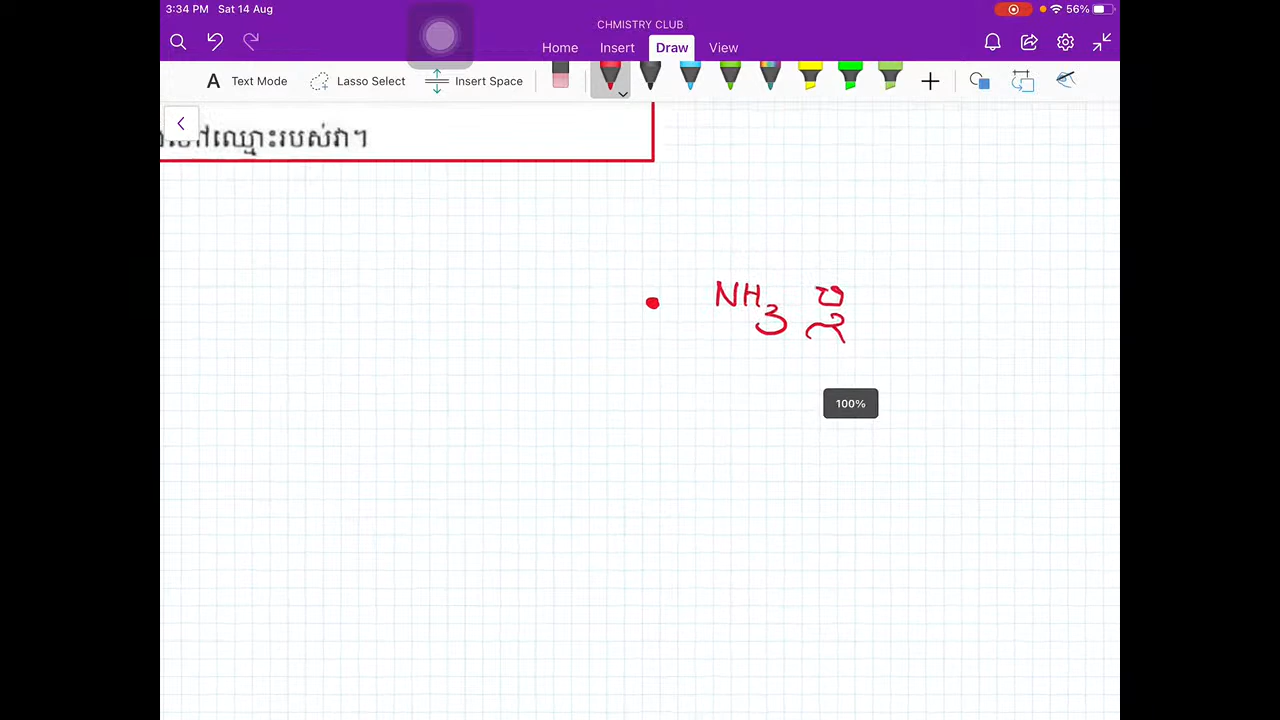 3:34 PM Sat 14 Aug 56%
CHMISTRY CLUB
Home Insert Draw View
A Text Mode Lasso Select Insert Space
ឈ្មោះរបស់វា។
NH3
100%